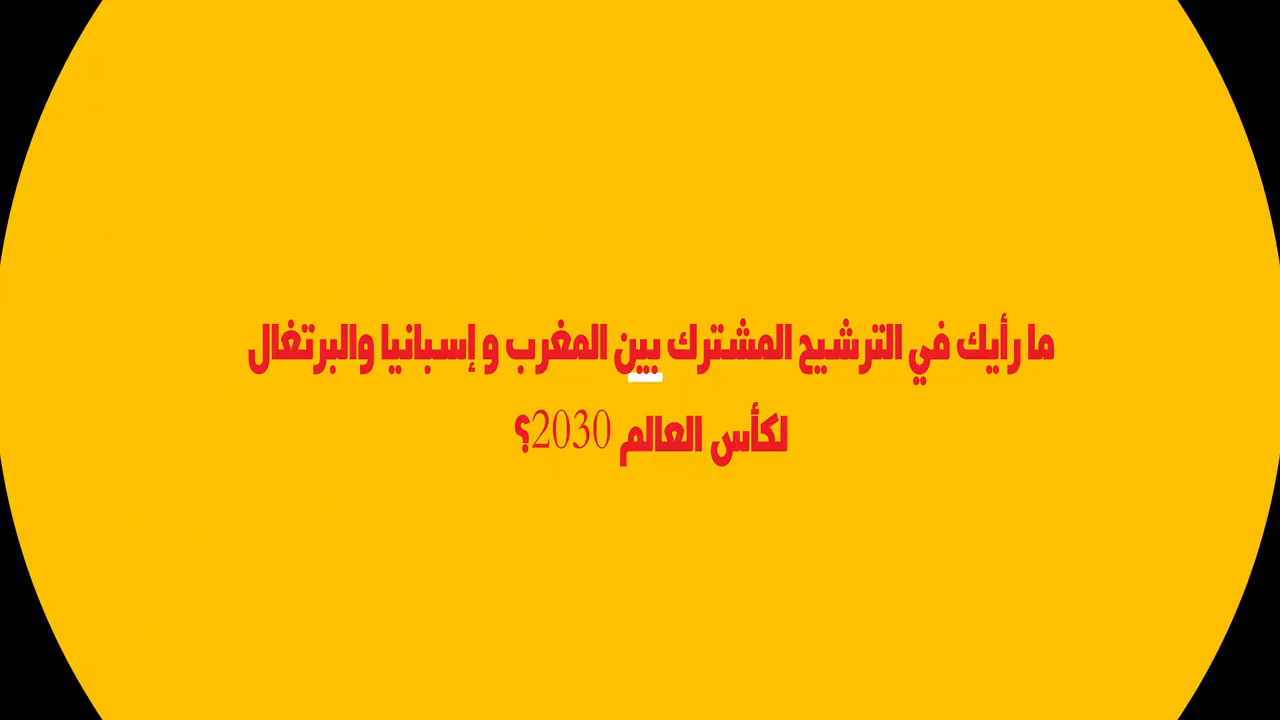 ما رأيك في الترشيح المشترك بين المغرب و إسبانيا والبرتغال
لكأس العالم 2030؟